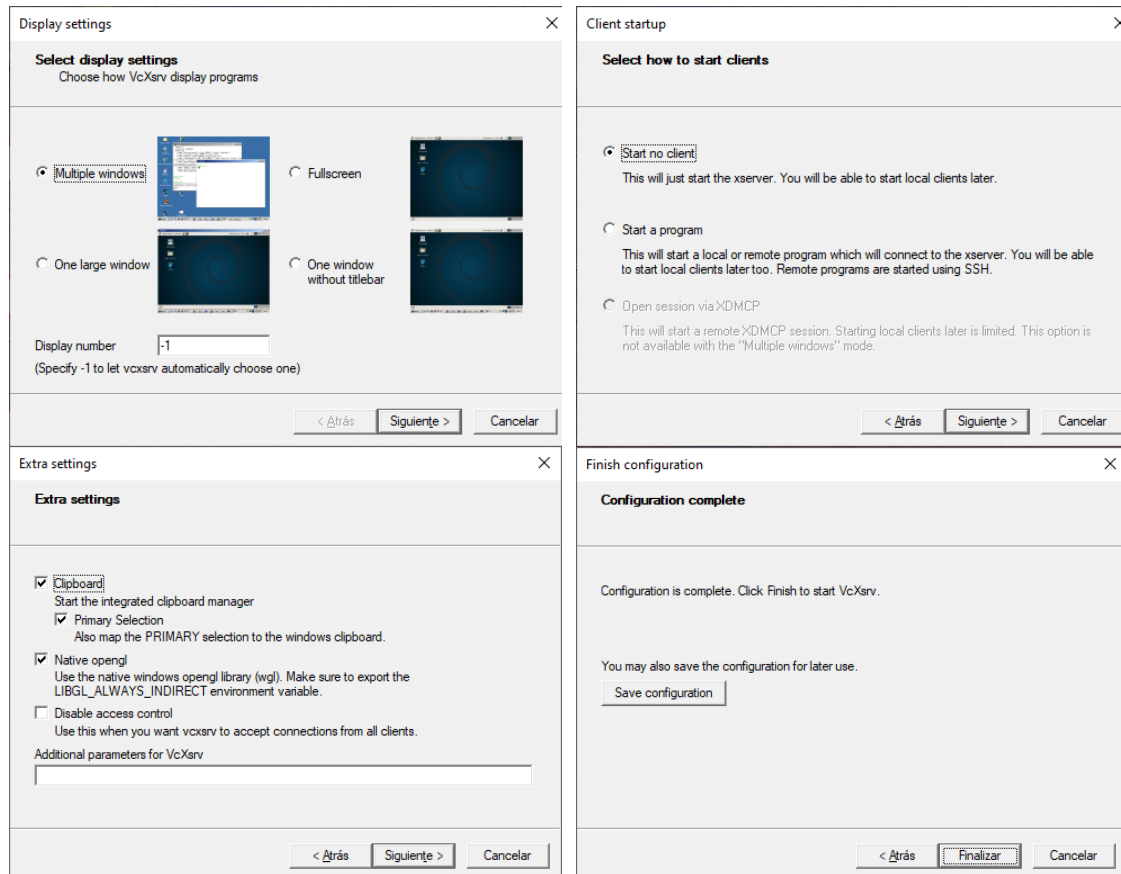 Display settings
Select display settings
Choose how VcXsrv display programs
Multiple windows
Fullscreen
One large window
One window
without titlebar
Display number
-1
(Specify -1 to let vcxsrv automatically choose one)
< Atrás
Siguiente >
Cancelar
Client startup
Select how to start clients
Start no client
This will just start the xserver. You will be able to start local clients later.
Start a program
This will start a local or remote program which will connect to the xserver. You will be able
to start local clients later too. Remote programs are started using SSH.
Open session via XDMCP
This will start a remote XDMCP session. Starting local clients later is limited. This option is
not available with the "Multiple windows" mode.
< Atrás
Siguiente >
Cancelar
Extra settings
Extra settings
Clipboard
Start the integrated clipboard manager
Primary Selection
Also map the PRIMARY selection to the windows clipboard.
Native opengl
Use the native windows opengl library (wgl). Make sure to export the
LIBGL_ALWAYS_INDIRECT environment variable.
Disable access control
Use this when you want vcxsrv to accept connections from all clients.
Additional parameters for VcXsrv
< Atrás
Siguiente >
Cancelar
Finish configuration
Configuration complete
Configuration is complete. Click Finish to start VcXsrv.
You may also save the configuration for later use.
Save configuration
< Atrás
Finalizar
Cancelar